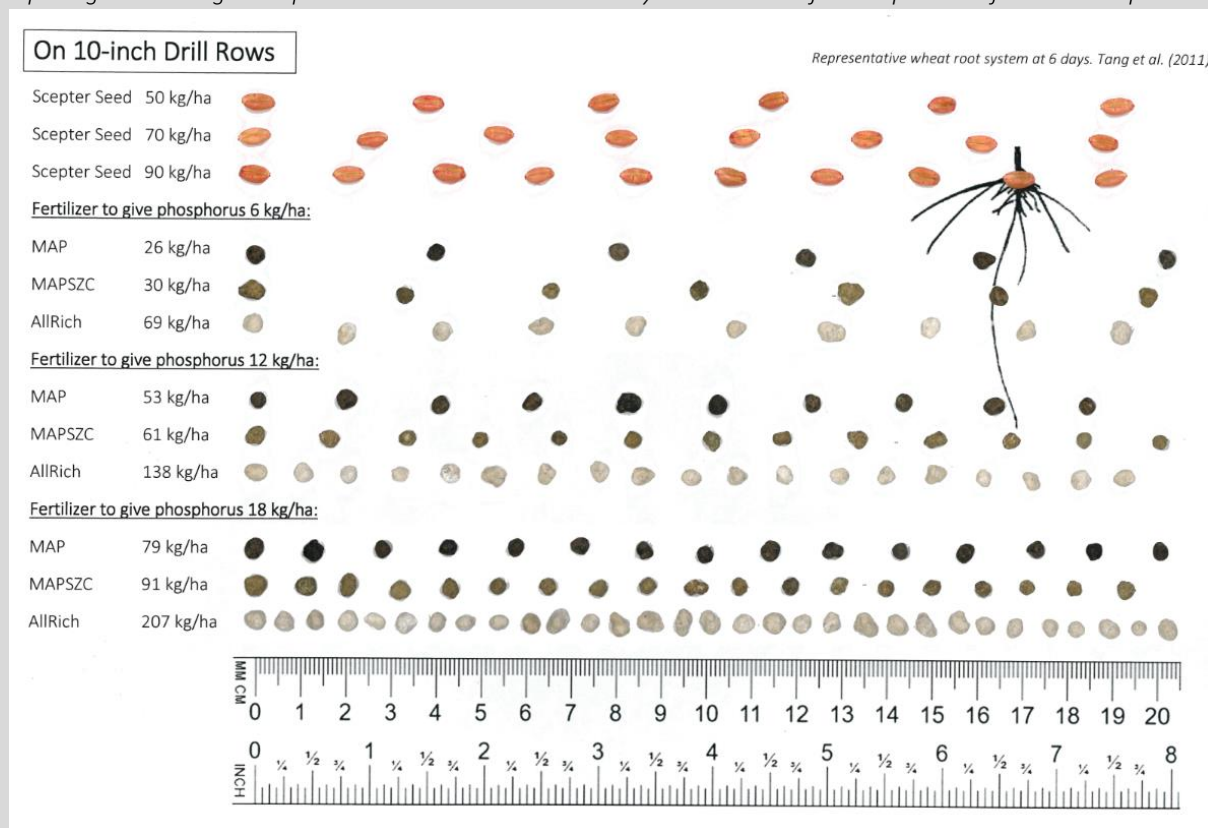 On 10-inch Drill Rows
Representative wheat root system at 6 days. Tang et al. (2011)
Scepter Seed 50 kg/ha
Scepter Seed 70 kg/ha
Scepter Seed 90 kg/ha
Fertilizer to give phosphorus 6 kg/ha:
MAP 26 kg/ha
MAPSZC 30 kg/ha
AllRich 69 kg/ha
Fertilizer to give phosphorus 12 kg/ha:
MAP 53 kg/ha
MAPSZC 61 kg/ha
AllRich 138 kg/ha
Fertilizer to give phosphorus 18 kg/ha:
MAP 79 kg/ha
MAPSZC 91 kg/ha
AllRich 207 kg/ha
MM CM
0 1 2 3 4 5 6 7 8 9 10 11 12 13 14 15 16 17 18 19 20
INCH
0 ¼ ½ ¾ 1 ¼ ½ ¾ 2 ¼ ½ ¾ 3 ¼ ½ ¾ 4 ¼ ½ ¾ 5 ¼ ½ ¾ 6 ¼ ½ ¾ 7 ¼ ½ ¾ 8